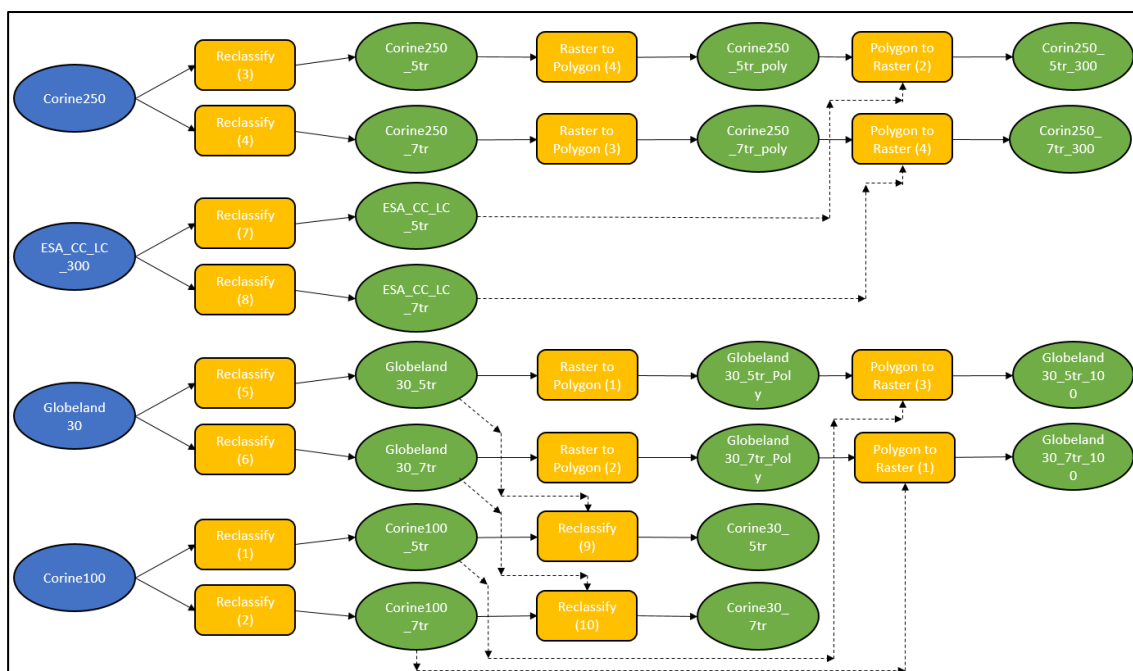 Corine250
Reclassify
(3)
Corine250
_5tr
Raster to
Polygon (4)
Corine250
_5tr_poly
Polygon to
Raster (2)
Corin250_
5tr_300
Reclassify
(4)
Corine250
_7tr
Raster to
Polygon (3)
Corine250
_7tr_poly
Polygon to
Raster (4)
Corin250_
7tr_300
ESA_CC_LC
_300
Reclassify
(7)
ESA_CC_LC
_5tr
Reclassify
(8)
ESA_CC_LC
_7tr
Globeland
30
Reclassify
(5)
Globeland
30_5tr
Raster to
Polygon (1)
Globeland
30_5tr_Pol
y
Polygon to
Raster (3)
Globeland
30_5tr_10
0
Reclassify
(6)
Globeland
30_7tr
Raster to
Polygon (2)
Globeland
30_7tr_Pol
y
Polygon to
Raster (1)
Globeland
30_7tr_10
0
Corine100
Reclassify
(1)
Corine100
_5tr
Reclassify
(9)
Corine30_
5tr
Reclassify
(2)
Corine100
_7tr
Reclassify
(10)
Corine30_
7tr